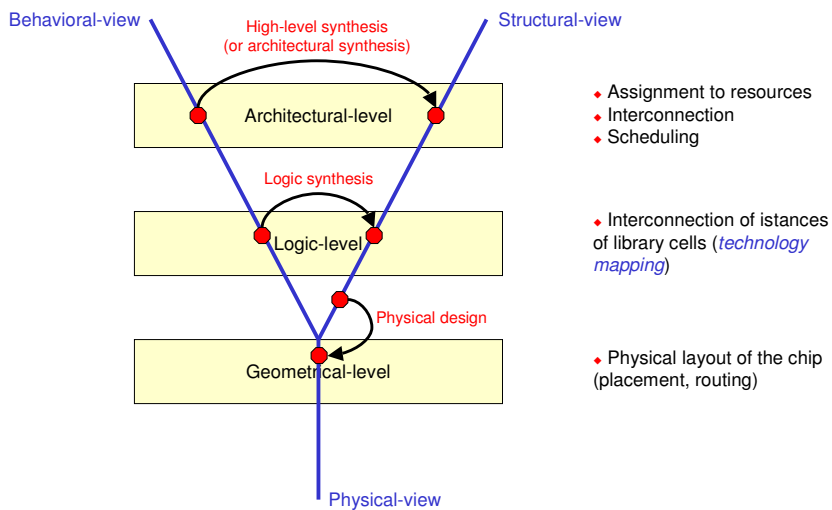 Behavioral-view
High-level synthesis
(or architectural synthesis)
Structural-view
Architectural-level
◆ Assignment to resources
◆ Interconnection
◆ Scheduling
Logic synthesis
Logic-level
◆ Interconnection of istances
of library cells (technology
mapping)
Physical design
Geometrical-level
◆ Physical layout of the chip
(placement, routing)
Physical-view